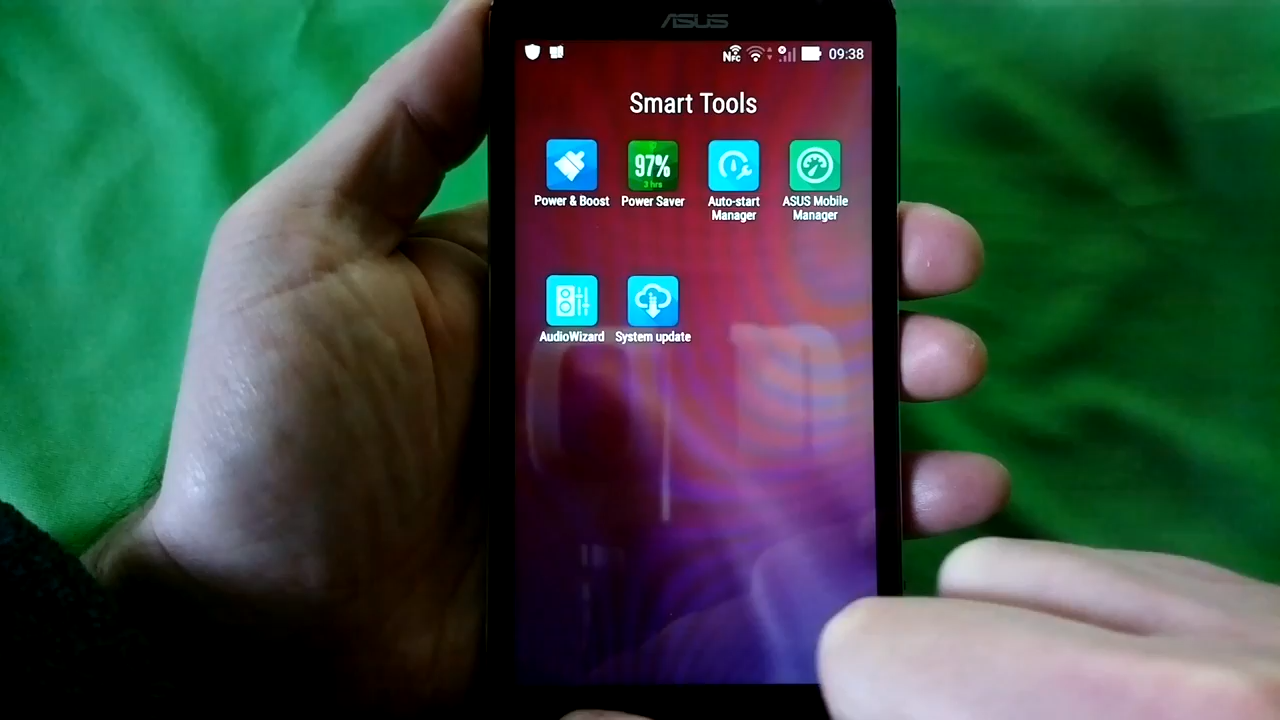 ASUS
NFC 09:38
Smart Tools
97%
3 hrs
Power & Boost Power Saver Auto-start Manager ASUS Mobile Manager
AudioWizard System update